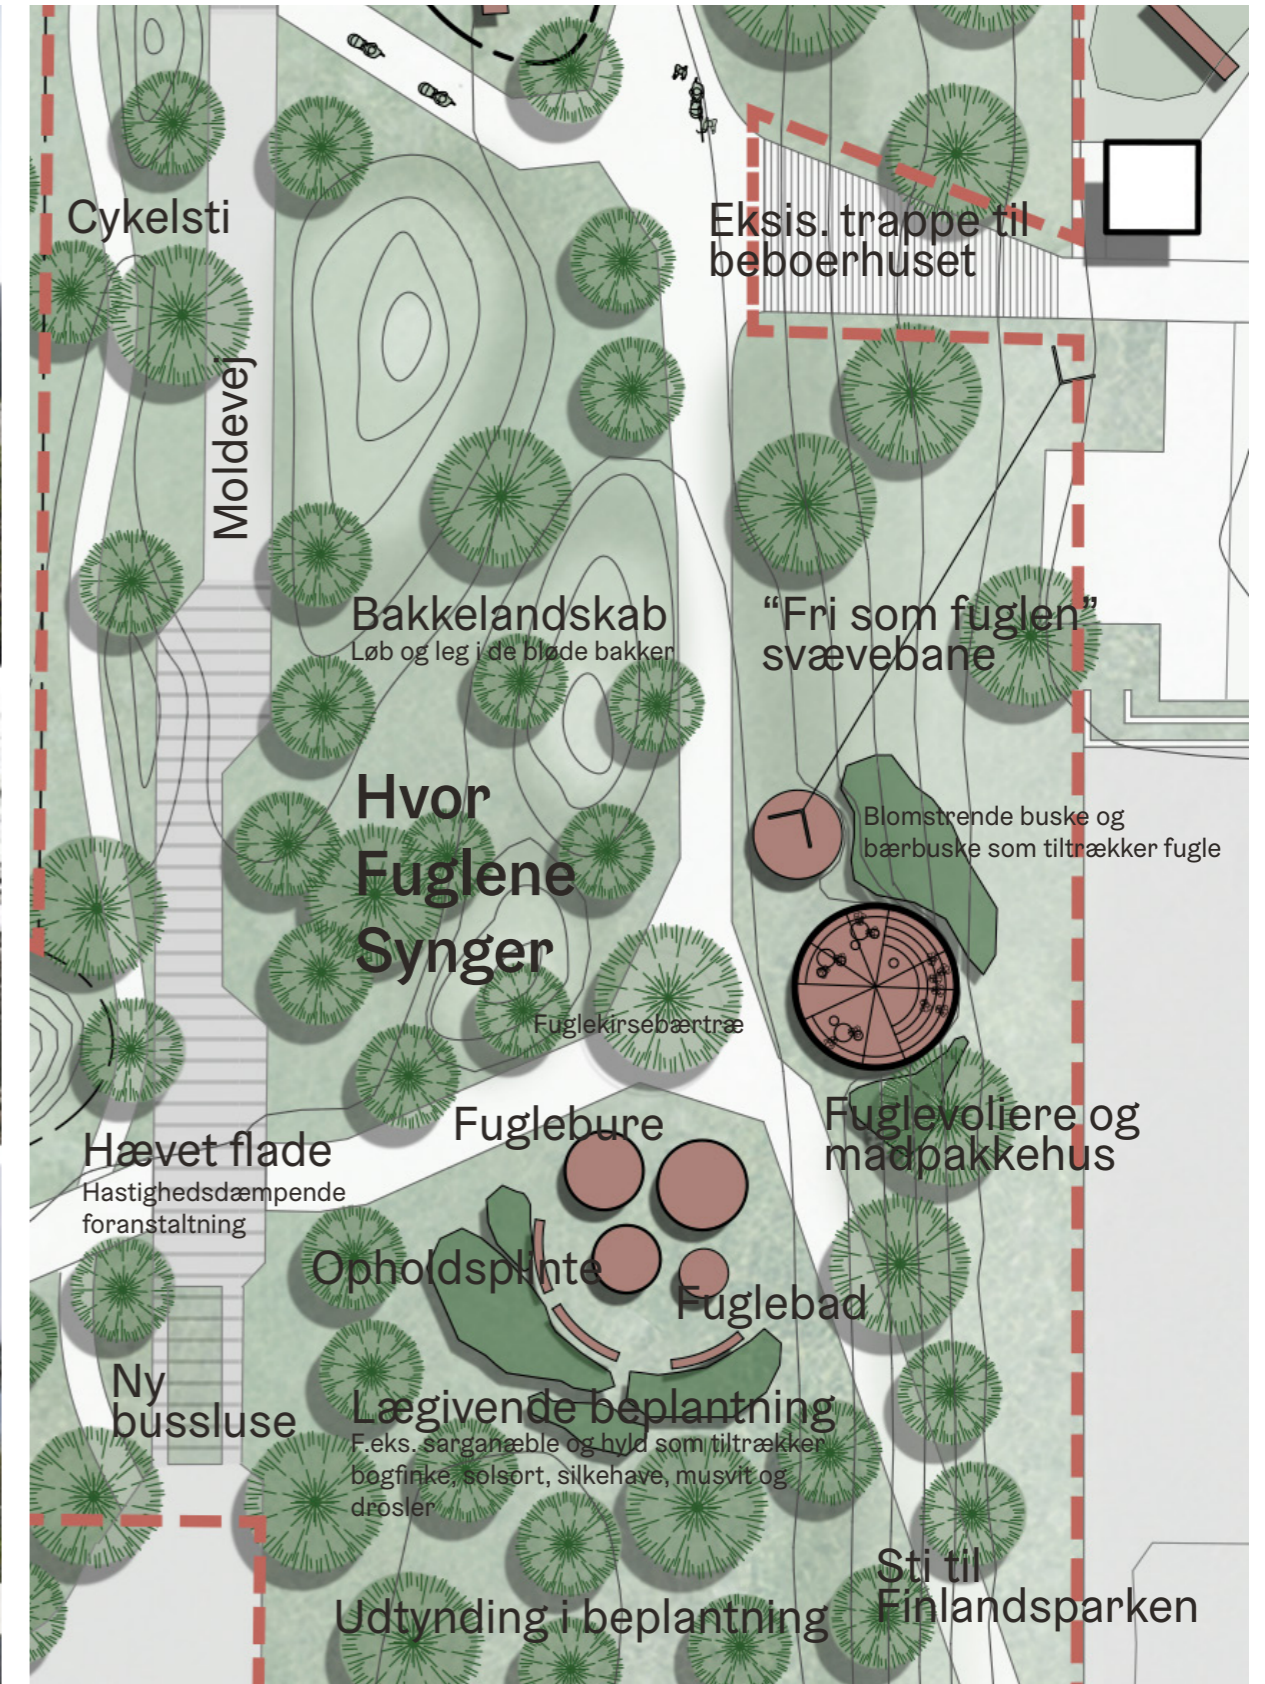 Cykelsti
Eksis. trappe til
beboerhuset
Moldevej
Bakkelandskab
Løb og leg i de bløde bakker
“Fri som fuglen”
svævebane
Hvor
Fuglene
Synger
Blomstrende buske og
bærbuske som tiltrækker fugle
Fuglekirsebærtræ
Fuglebure
Fuglevoliere og
madpakkehus
Hævet flade
Hastighedsdæmpende
foranstaltning
Opholdsplinte
Fuglebad
Ny
bussluse
Lægivende beplantning
F.eks. sarganæble og hyld som tiltrækker
bogfinke, solsort, silkehave, musvit og
drosler
Sti til
Finlandsparken
Udtynding i beplantning